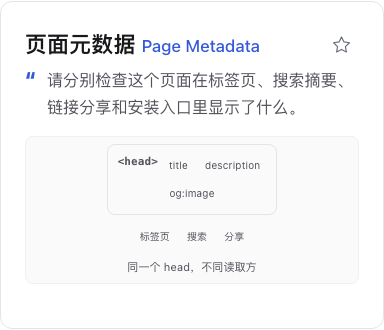 页面元数据 Page Metadata
“ 请分别检查这个页面在标签页、搜索摘要、
链接分享和安装入口里显示了什么。
<head> title description
og:image
标签页 搜索 分享
同一个 head，不同读取方